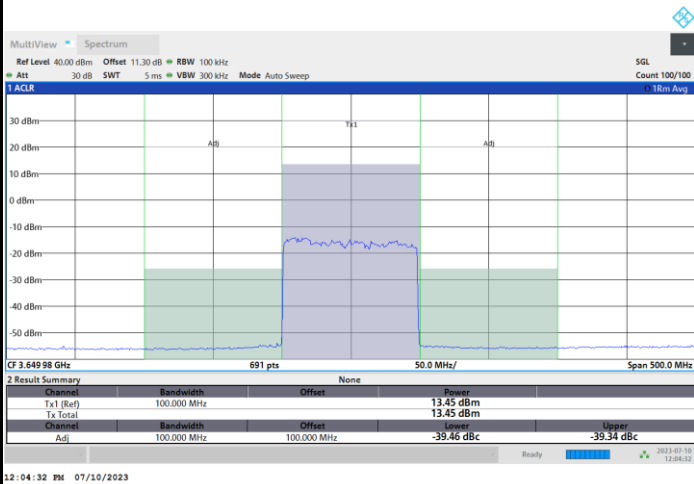 MultiView Spectrum
Ref Level 40.00 dBm Offset 11.30 dB RBW 100 kHz SGL
Att 30 dB SWT 5 ms VBW 300 kHz Mode Auto Sweep Count 100/100
1 ACLR 1Rm Avg
30 dBm
Tx1
20 dBm
Adj Adj
10 dBm
0 dBm
-10 dBm
-20 dBm
-30 dBm
-40 dBm
-50 dBm
CF 3.64998 GHz 691 pts 50.0 MHz/ Span 500.0 MHz
2 Result Summary None
Channel Bandwidth Offset Power
Tx1 (Ref) 100.000 MHz 13.45 dBm
Tx Total 13.45 dBm
Channel Bandwidth Offset Lower Upper
Adj 100.000 MHz 100.000 MHz -39.46 dBc -39.34 dBc
Ready 2023-07-10
12:04:32
12:04:32 PM 07/10/2023